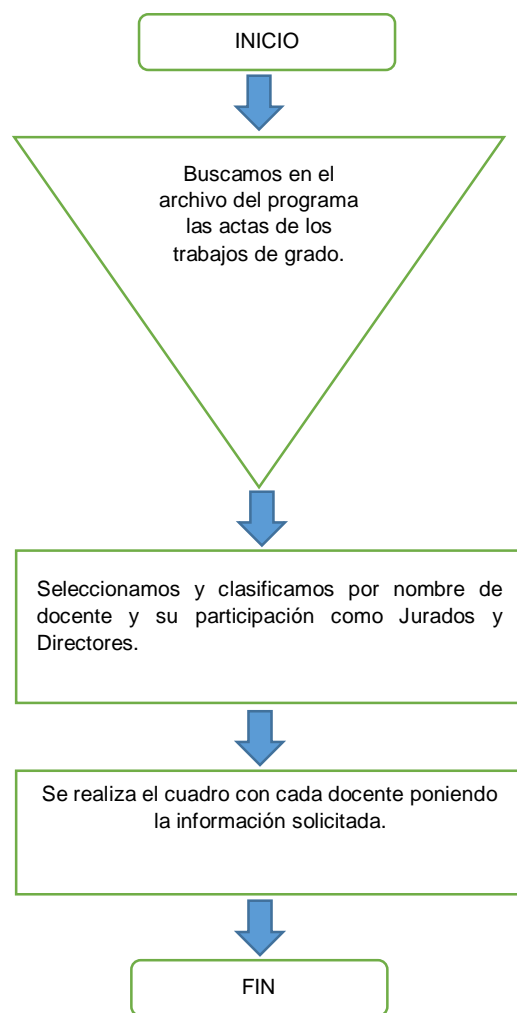 INICIO
Buscamos en el
archivo del programa
las actas de los
trabajos de grado.
Seleccionamos y clasificamos por nombre de
docente y su participación como Jurados y
Directores.
Se realiza el cuadro con cada docente poniendo
la información solicitada.
FIN